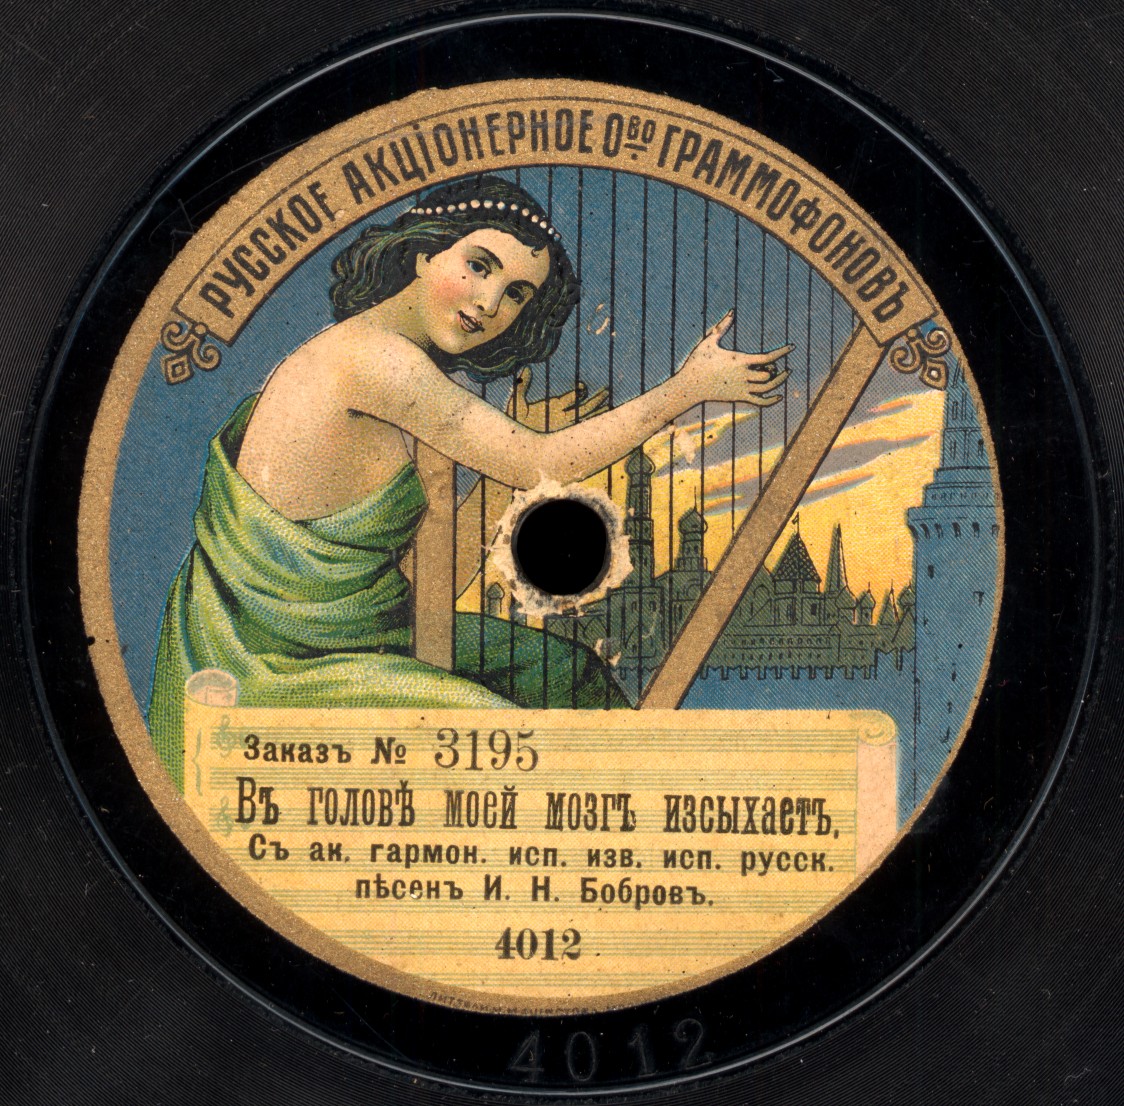 РУССКОЕ АКЦІОНЕРНОЕ О-ВО ГРАММОФОНОВЪ
Заказъ № 3195
Въ головѣ моей мозгъ изсыхаетъ,
Съ ак. гармон. исп. изв. исп. русск.
пѣсенъ И. Н. Бобровъ.
4012
4012